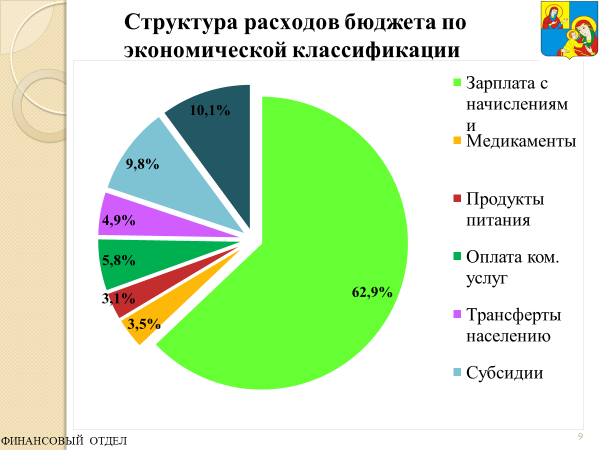 Структура расходов бюджета по
экономической классификации
10,1%
9,8%
4,9%
5,8%
3,1%
3,5%
62,9%
Зарплата с
начислениям
и
Медикаменты
Продукты
питания
Оплата ком.
услуг
Трансферты
населению
Субсидии
ФИНАНСОВЫЙ ОТДЕЛ
9